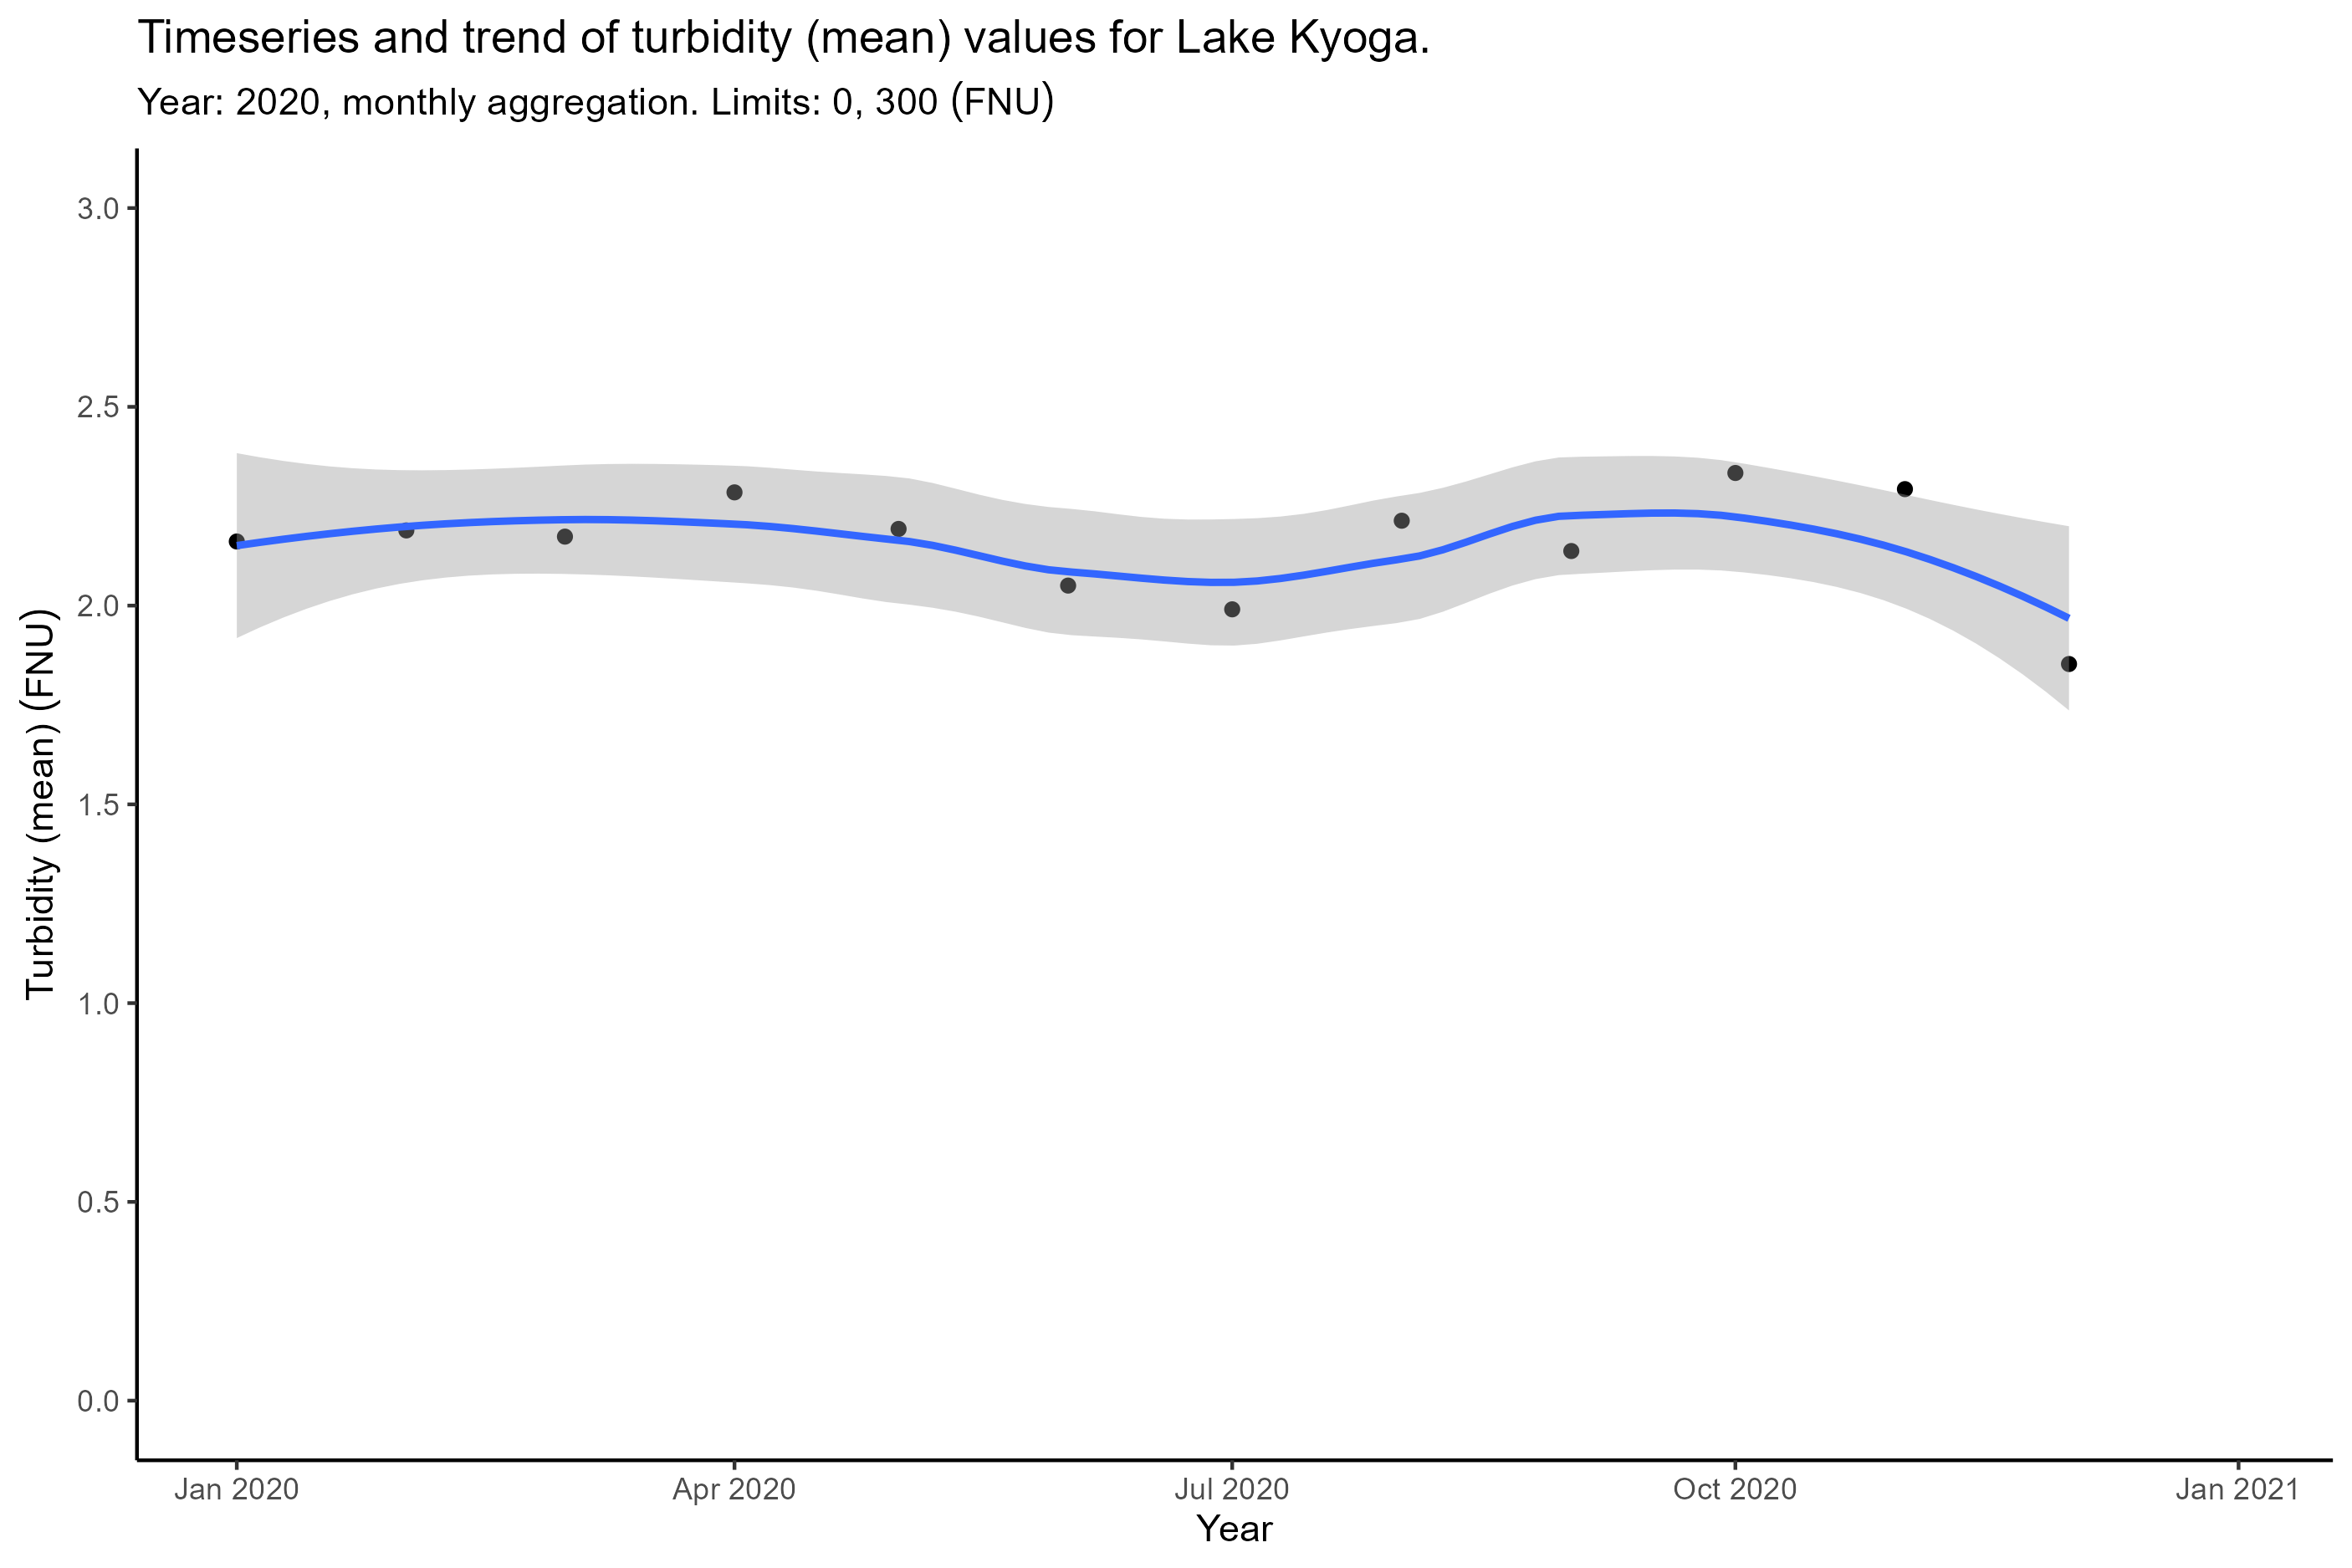 Timeseries and trend of turbidity (mean) values for Lake Kyoga.
Year: 2020, monthly aggregation. Limits: 0, 300 (FNU)
Turbidity (mean) (FNU)
3.0
2.5
2.0
1.5
1.0
0.5
0.0
Jan 2020
Apr 2020
Jul 2020
Oct 2020
Jan 2021
Year